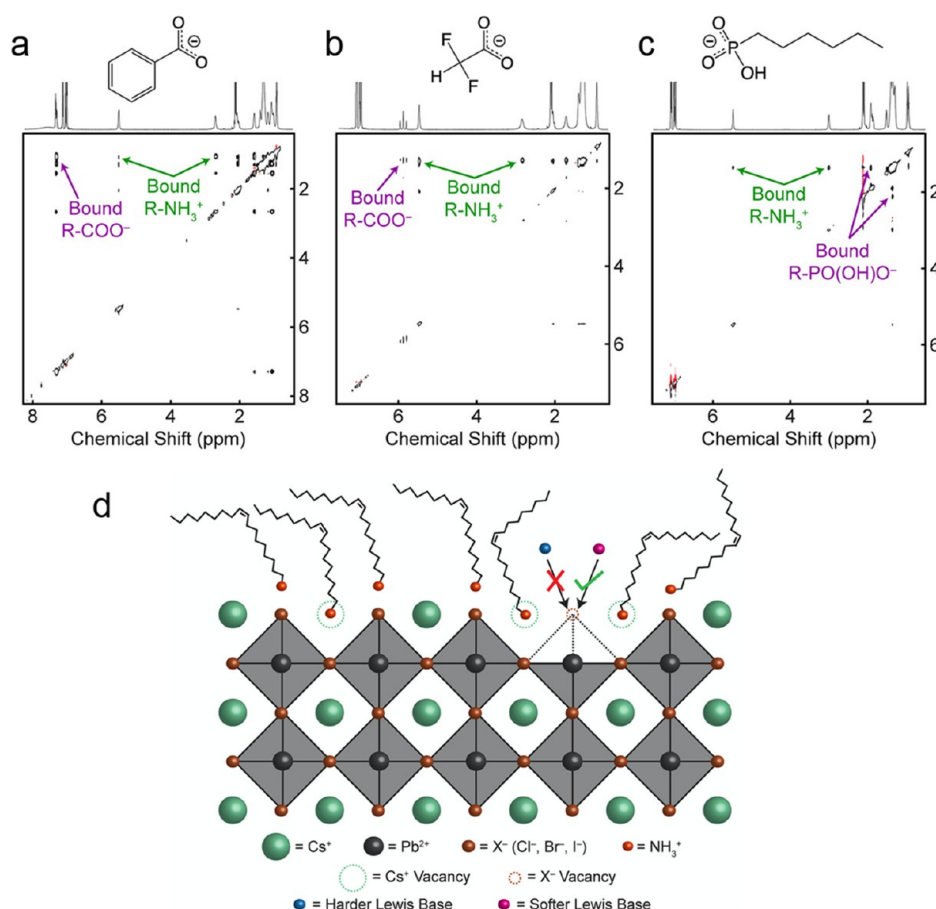 a
b
c
O
O
⊖
F
H
F
O
O
⊖
O
⊖
O
P
OH
Bound
R-COO⁻
Bound
R-NH₃⁺
2
4
6
8
8 6 4 2
Chemical Shift (ppm)
Bound
R-COO⁻
Bound
R-NH₃⁺
2
4
6
6 4 2
Chemical Shift (ppm)
Bound
R-NH₃⁺
Bound
R-PO(OH)O⁻
2
4
6
6 4 2
Chemical Shift (ppm)
d
= Cs⁺ = Pb²⁺ = X⁻ (Cl⁻, Br⁻, I⁻) = NH₃⁺
= Cs⁺ Vacancy = X⁻ Vacancy
= Harder Lewis Base = Softer Lewis Base